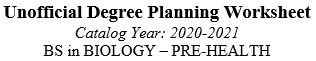 Unofficial Degree Planning Worksheet
Catalog Year: 2020-2021
BS in BIOLOGY – PRE-HEALTH